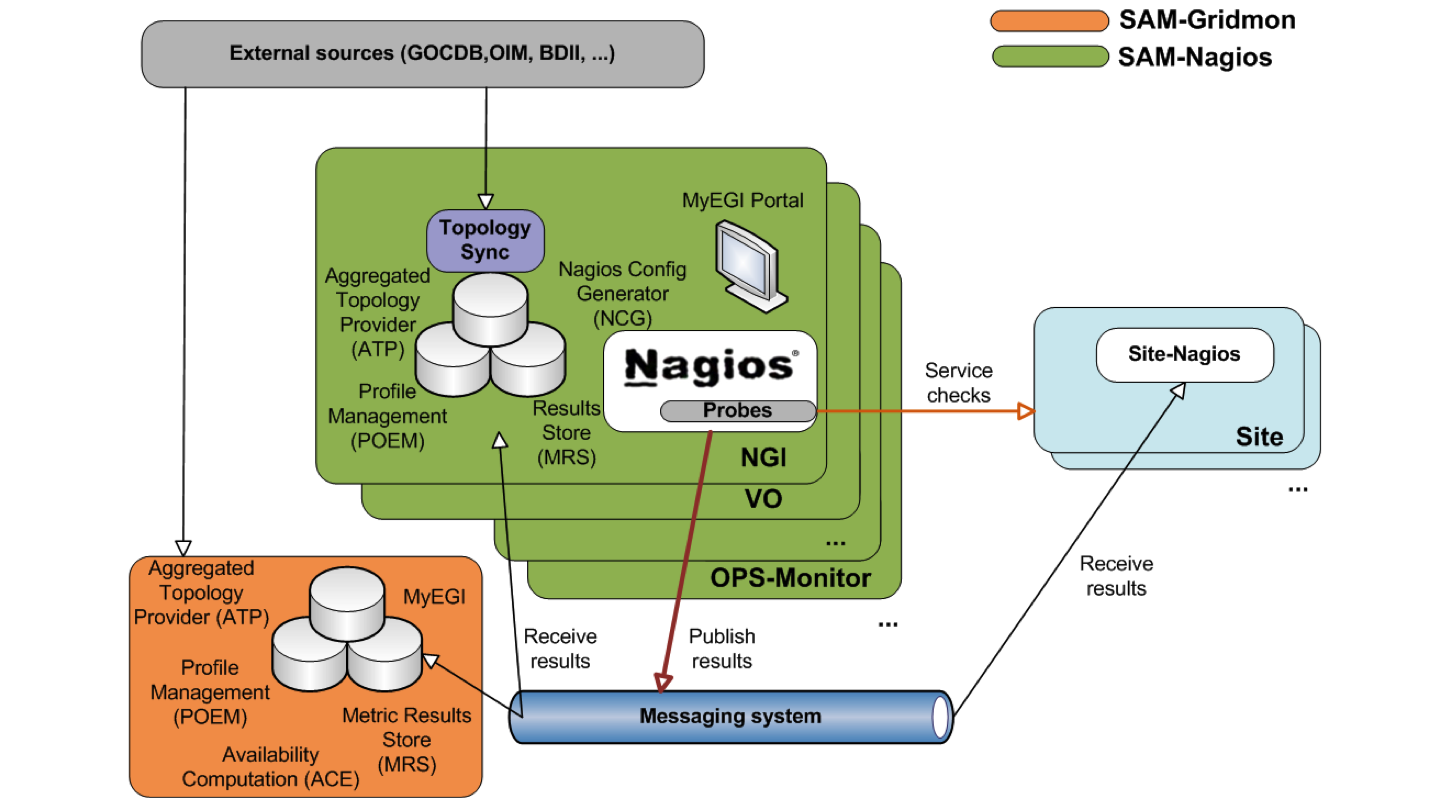 SAM-Gridmon
SAM-Nagios
External sources (GOCDB,OIM, BDII, ...)
MyEGI Portal
Topology
Sync
Aggregated
Topology
Provider
(ATP)
Nagios Config
Generator
(NCG)
Nagios®
Probes
Profile
Management
(POEM)
Results
Store
(MRS)
NGI
VO
...
OPS-Monitor
...
Service
checks
Site-Nagios
Site
...
Receive
results
Receive
results
Publish
results
Messaging system
Aggregated
Topology
Provider (ATP)
MyEGI
Profile
Management
(POEM)
Metric Results
Store
(MRS)
Availability
Computation (ACE)